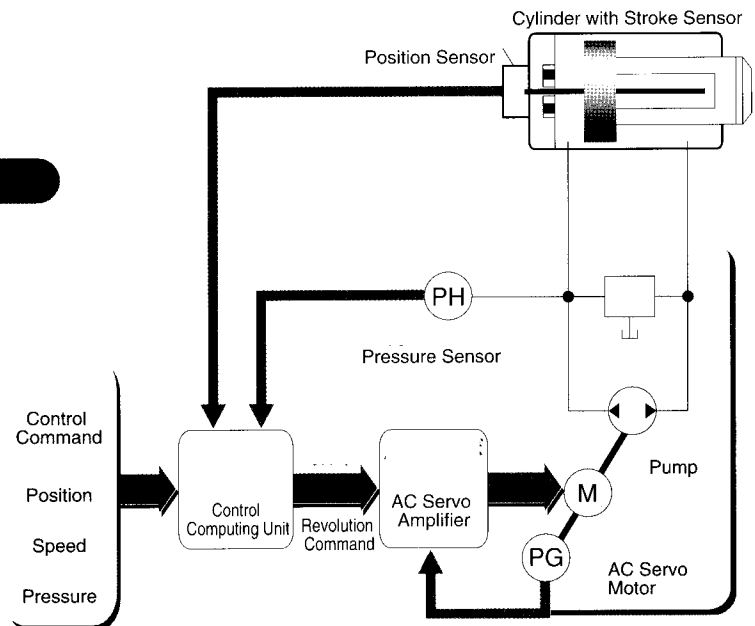 Cylinder with Stroke Sensor
Position Sensor
PH
Pressure Sensor
Control
Command
Position
Speed
Pressure
Control
Computing Unit
Revolution
Command
AC Servo
Amplifier
M
Pump
PG
AC Servo
Motor